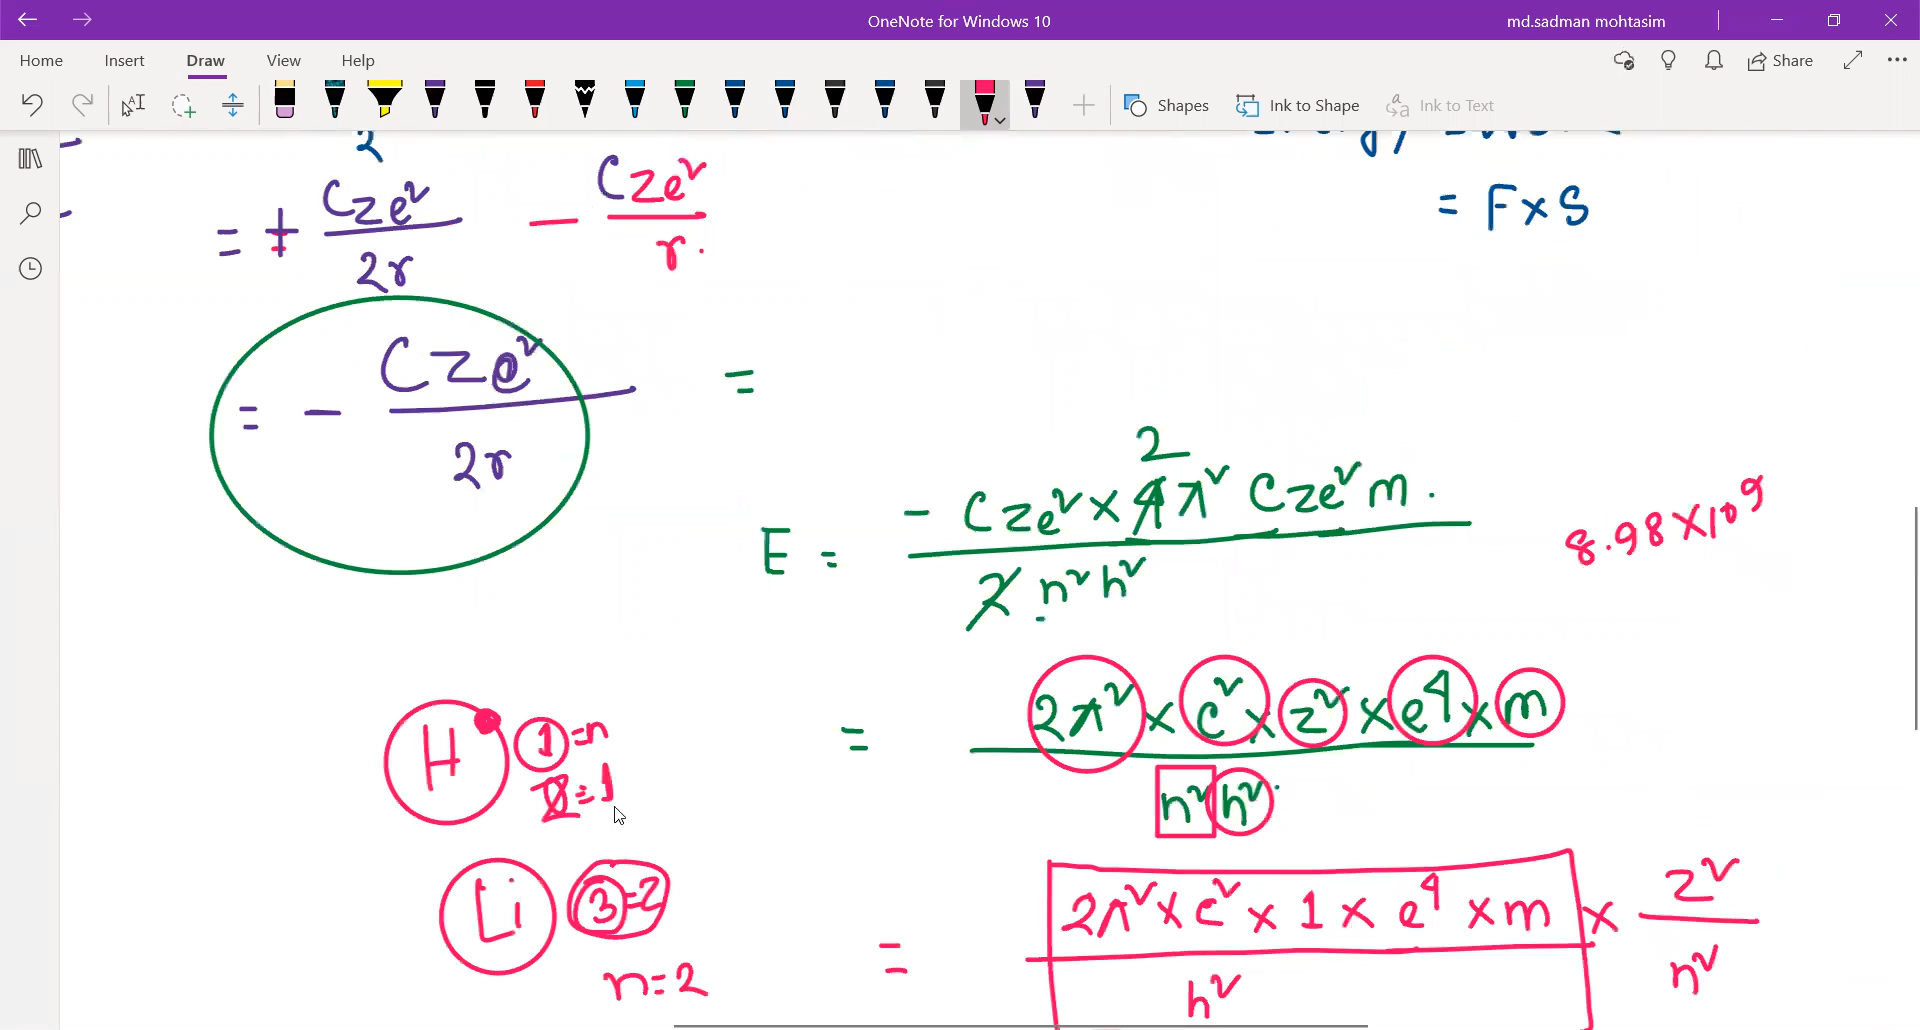 OneNote for Windows 10
md.sadman mohtasim
Home Insert Draw View Help
Share
Shapes Ink to Shape Ink to Text
2
= + Cze² / 2r - Cze² / r.
= F × S
= - Cze² / 2r =
E = - Cze² × 4π² Cze² m. / 2 n² h²
2
8.98×10⁹
= 2π² × c² × z² × e⁴ × m / n² h²
H 1 = n
z = 1
Li 3 = z
n = 2
= 2π² × c² × 1 × e⁴ × m / h² × z² / n²